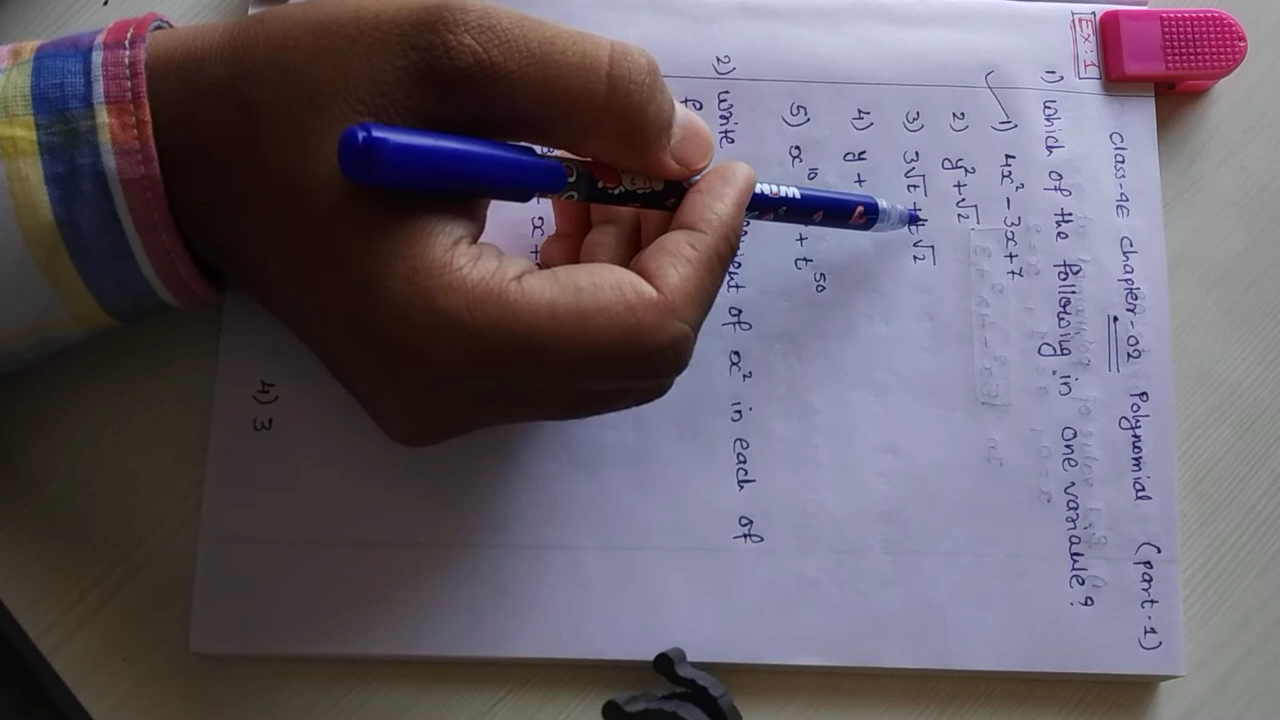 class-9E chapter-02 Polynomial (part-1)
EX:1
1) which of the following in one variable?
1) 4x² - 3x + 7
2) y² + √2
3) 3√t + t√2
4) y +
5) x¹⁰ + t⁵⁰
2) write of x² in each of
- x² +
4) 3
WIN